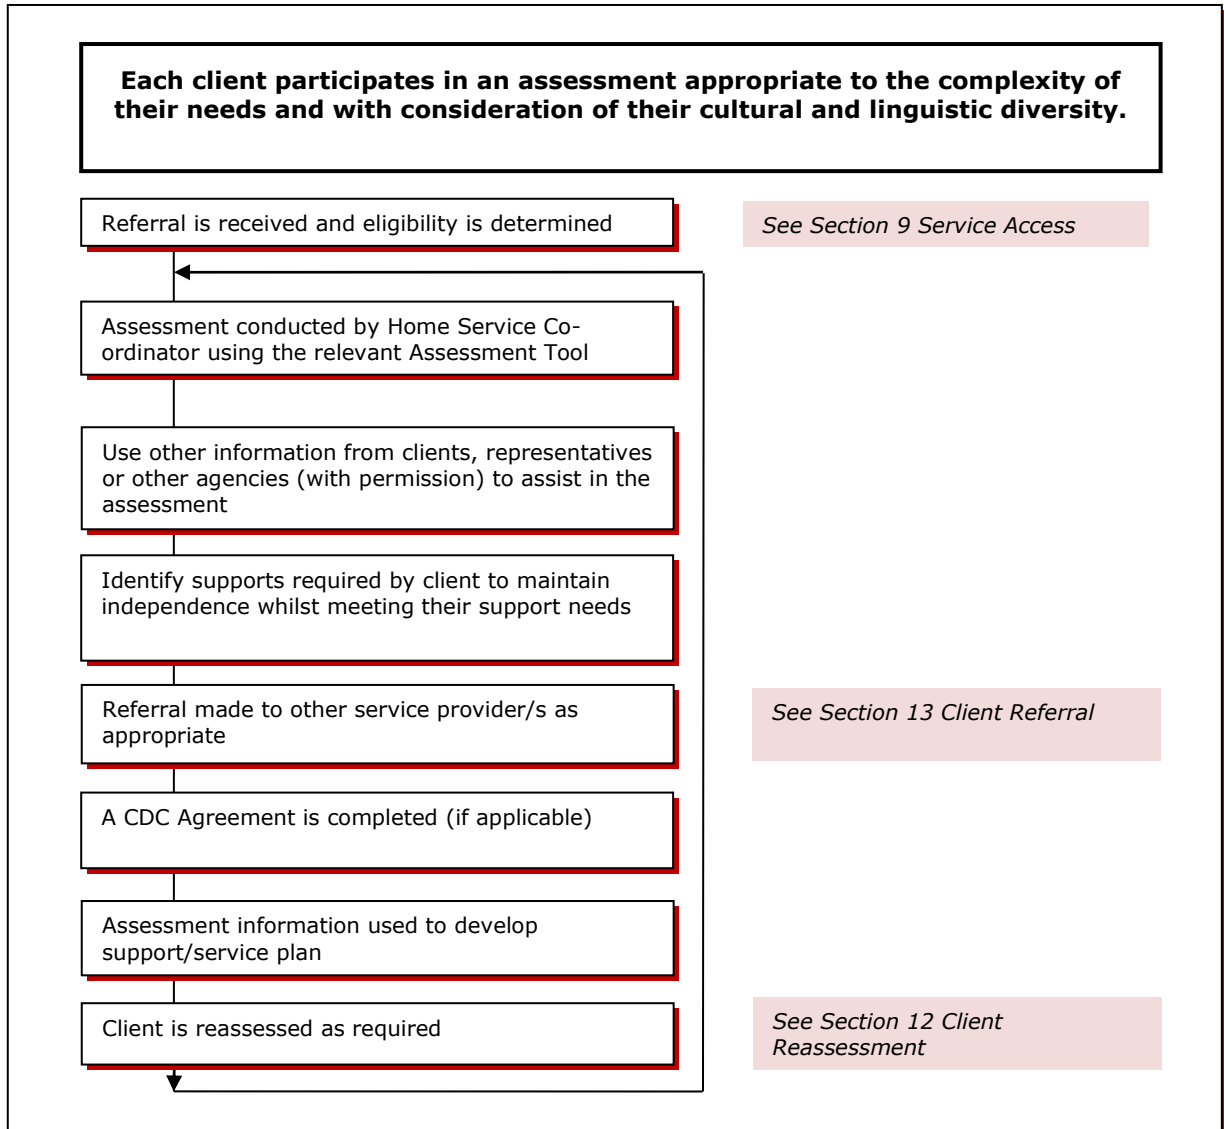 Each client participates in an assessment appropriate to the complexity of
their needs and with consideration of their cultural and linguistic diversity.
Referral is received and eligibility is determined
See Section 9 Service Access
Assessment conducted by Home Service Co-
ordinator using the relevant Assessment Tool
Use other information from clients, representatives
or other agencies (with permission) to assist in the
assessment
Identify supports required by client to maintain
independence whilst meeting their support needs
Referral made to other service provider/s as
appropriate
See Section 13 Client Referral
A CDC Agreement is completed (if applicable)
Assessment information used to develop
support/service plan
Client is reassessed as required
See Section 12 Client
Reassessment